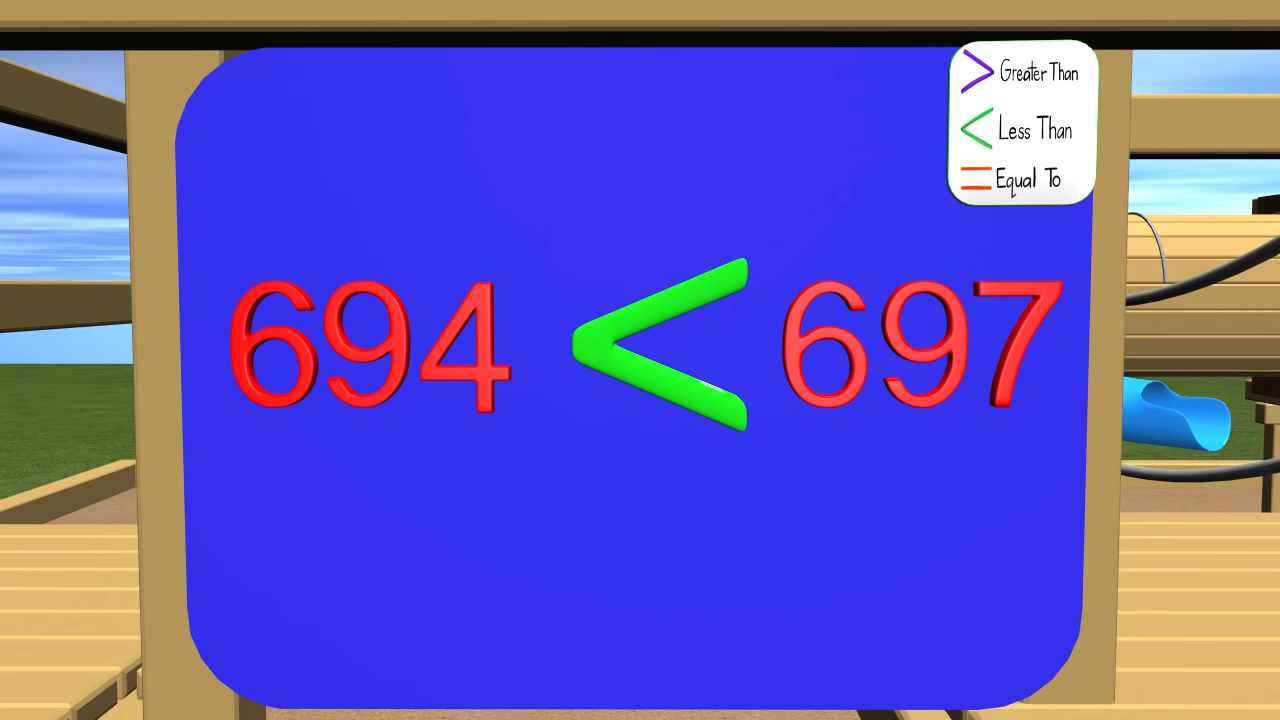 > Greater Than
< Less Than
= Equal To
694 < 697